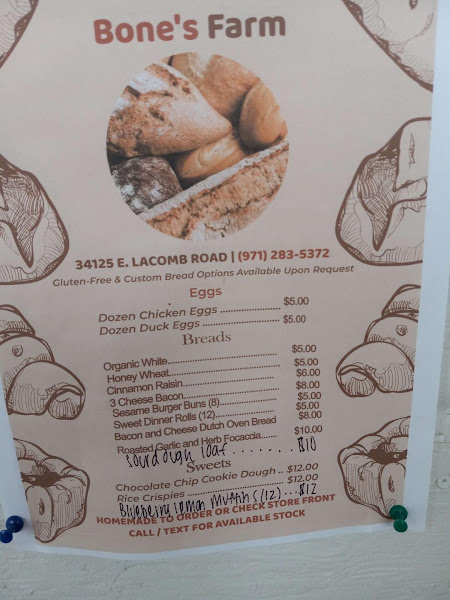 Bone's Farm
34125 E. LACOMB ROAD | (971) 283-5372
Gluten-Free & Custom Bread Options Available Upon Request
Eggs
Dozen Chicken Eggs ........................ $5.00
Dozen Duck Eggs ........................... $5.00
Breads
Organic White.................................. $5.00
Honey Wheat.................................... $5.00
Cinnamon Raisin............................. $6.00
3 Cheese Bacon............................... $8.00
Sesame Burger Buns (8).................. $5.00
Sweet Dinner Rolls (12)................... $5.00
Bacon and Cheese Dutch Oven Bread $8.00
Roasted Garlic and Herb Focaccia...... $10.00
Sourdough loaf ........ $10
Sweets
Chocolate Chip Cookie Dough .. $12.00
Rice Crispies ............................ $12.00
Blueberry lemon muffins (12)... $12
HOMEMADE TO ORDER OR CHECK STORE FRONT
CALL / TEXT FOR AVAILABLE STOCK